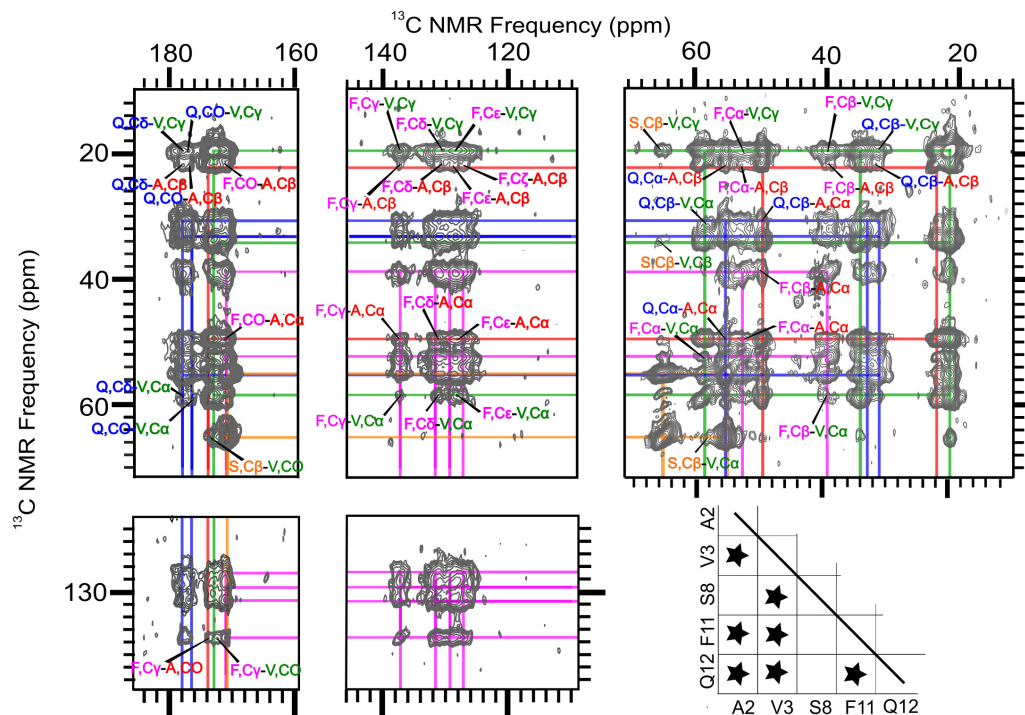 13C NMR Frequency (ppm)
180 160 140 120 60 40 20
13C NMR Frequency (ppm)
20
40
60
130
Q,CO-V,Cγ
Q,Cδ-V,Cγ
Q,Cδ-A,Cβ
Q,CO-A,Cβ
F,CO-A,Cβ
F,CO-A,Cα
Q,Cδ-V,Cα
Q,CO-V,Cα
S,Cβ-V,CO
F,Cγ-V,Cγ
F,Cε-V,Cγ
F,Cδ-V,Cγ
F,Cδ-A,Cβ
F,Cζ-A,Cβ
F,Cε-A,Cβ
F,Cγ-A,Cβ
F,Cδ-A,Cα
F,Cγ-A,Cα
F,Cε-A,Cα
F,Cγ-V,Cα
F,Cδ-V,Cα
F,Cε-V,Cα
F,Cβ-V,Cγ
F,Cα-V,Cγ
S,Cβ-V,Cγ
Q,Cβ-V,Cγ
Q,Cα-A,Cβ
F,Cα-A,Cβ
F,Cβ-A,Cβ
Q,Cβ-A,Cβ
Q,Cβ-V,Cα
Q,Cβ-A,Cα
S,Cβ-V,Cβ
F,Cβ-A,Cα
Q,Cα-A,Cα
F,Cα-V,Cα
F,Cα-A,Cα
F,Cβ-V,Cα
S,Cβ-V,Cα
F,Cγ-A,CO
F,Cγ-V,CO
180 160 140 120
A2
V3
S8
F11
Q12
A2 V3 S8 F11 Q12